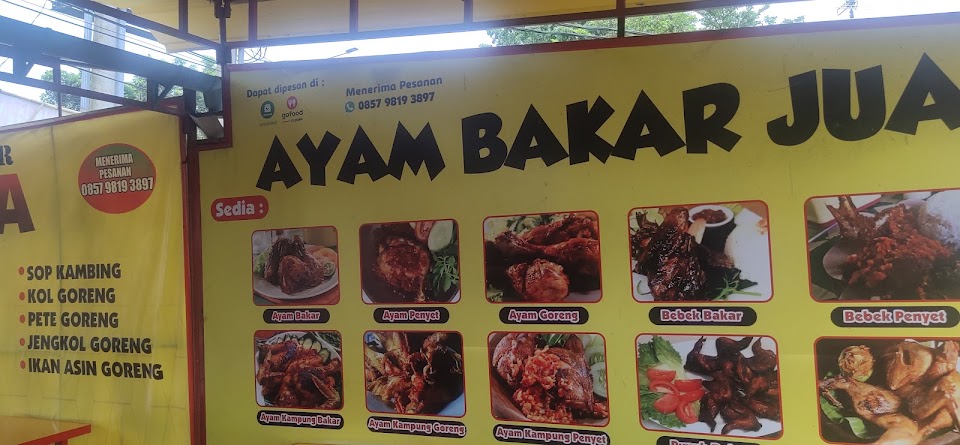 R
A
MENERIMA
PESANAN
0857 9819 3897
• SOP KAMBING
• KOL GORENG
• PETE GORENG
• JENGKOL GORENG
• IKAN ASIN GORENG
Dapat dipesan di :
gofood
Menerima Pesanan
0857 9819 3897
AYAM BAKAR JUA
Sedia :
Ayam Bakar
Ayam Penyet
Ayam Goreng
Bebek Bakar
Bebek Penyet
Ayam Kampung Bakar
Ayam Kampung Goreng
Ayam Kampung Penyet